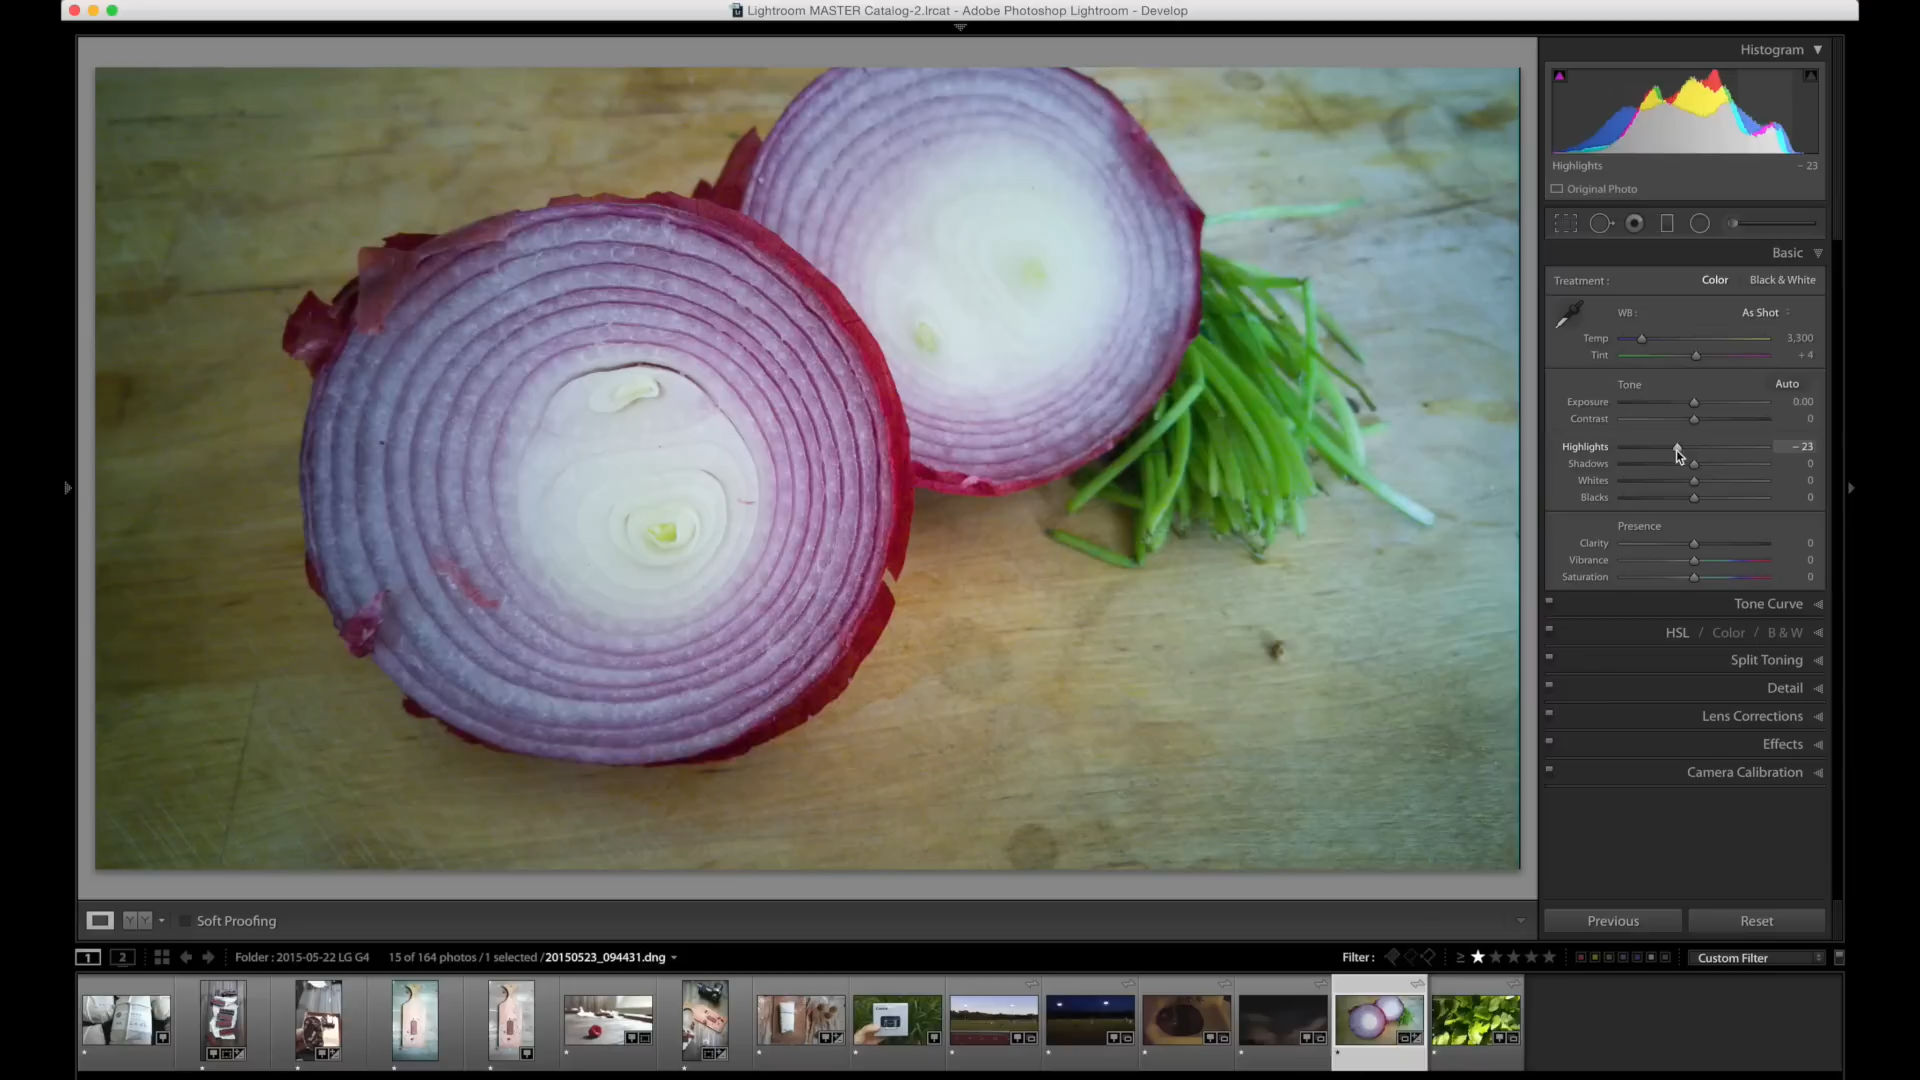 Lightroom MASTER Catalog-2.lrcat - Adobe Photoshop Lightroom - Develop
Histogram
Highlights - 23
Original Photo
Basic
Treatment : Color Black & White
WB : As Shot
Temp 3,300
Tint + 4
Tone Auto
Exposure 0.00
Contrast 0
Highlights - 23
Shadows 0
Whites 0
Blacks 0
Presence
Clarity 0
Vibrance 0
Saturation 0
Tone Curve
HSL / Color / B & W
Split Toning
Detail
Lens Corrections
Effects
Camera Calibration
Previous Reset
Y Y Soft Proofing
1 2 Folder : 2015-05-22 LG G4 15 of 164 photos / 1 selected / 20150523_094431.dng Filter : ≥ Custom Filter